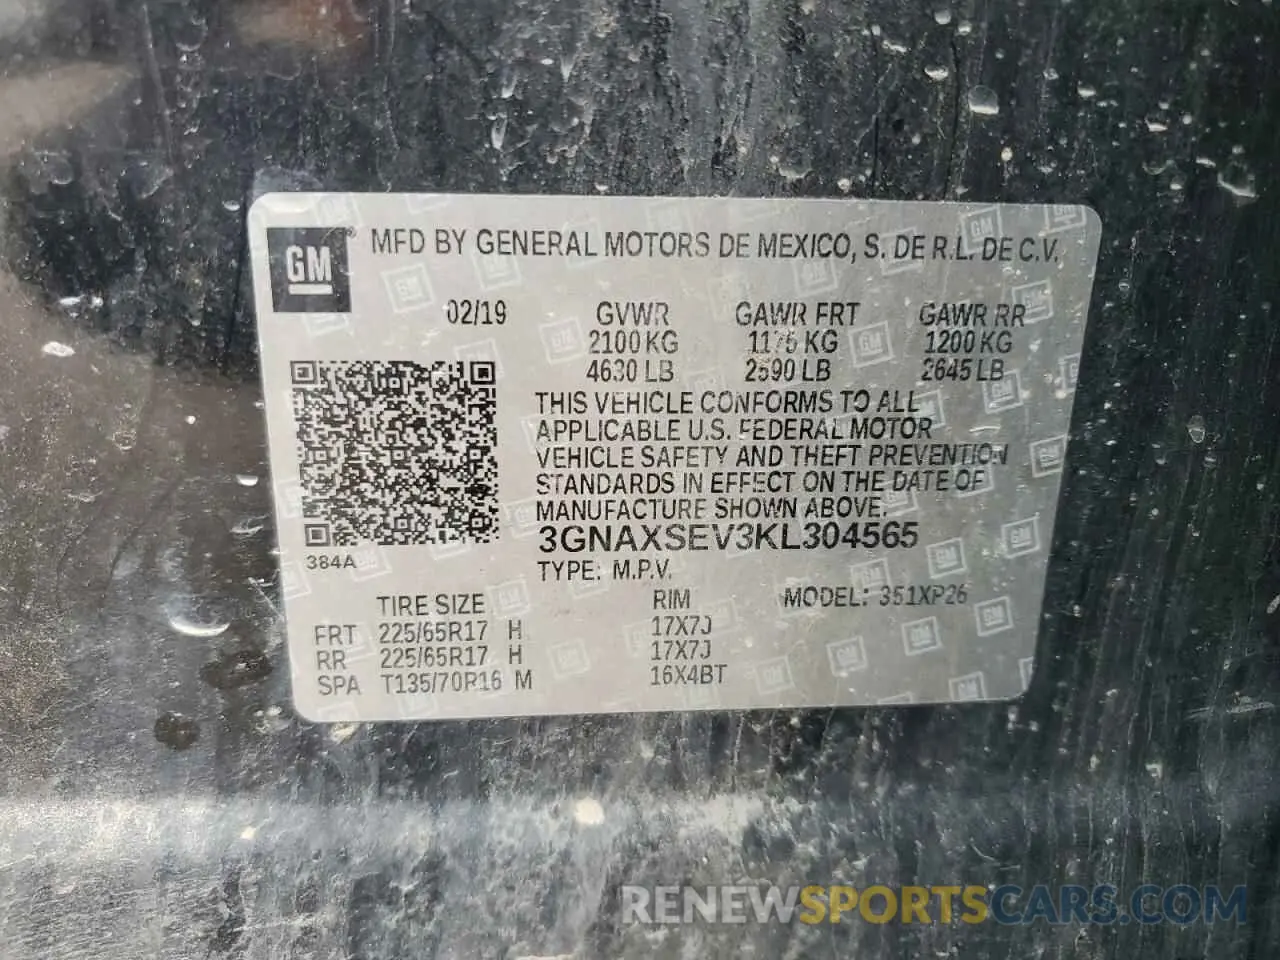 GM® MFD BY GENERAL MOTORS DE MEXICO, S. DE R.L. DE C.V.
02/19 GVWR GAWR FRT GAWR RR
2100 KG 1175 KG 1200 KG
4630 LB 2590 LB 2645 LB
THIS VEHICLE CONFORMS TO ALL
APPLICABLE U.S. FEDERAL MOTOR
VEHICLE SAFETY AND THEFT PREVENTION
STANDARDS IN EFFECT ON THE DATE OF
MANUFACTURE SHOWN ABOVE.
3GNAXSEV3KL304565
384A
TYPE: M.P.V.
TIRE SIZE RIM MODEL: 351XP26
FRT 225/65R17 H 17X7J
RR 225/65R17 H 17X7J
SPA T135/70R16 M 16X4BT
RENEWSPORTSCARS.COM